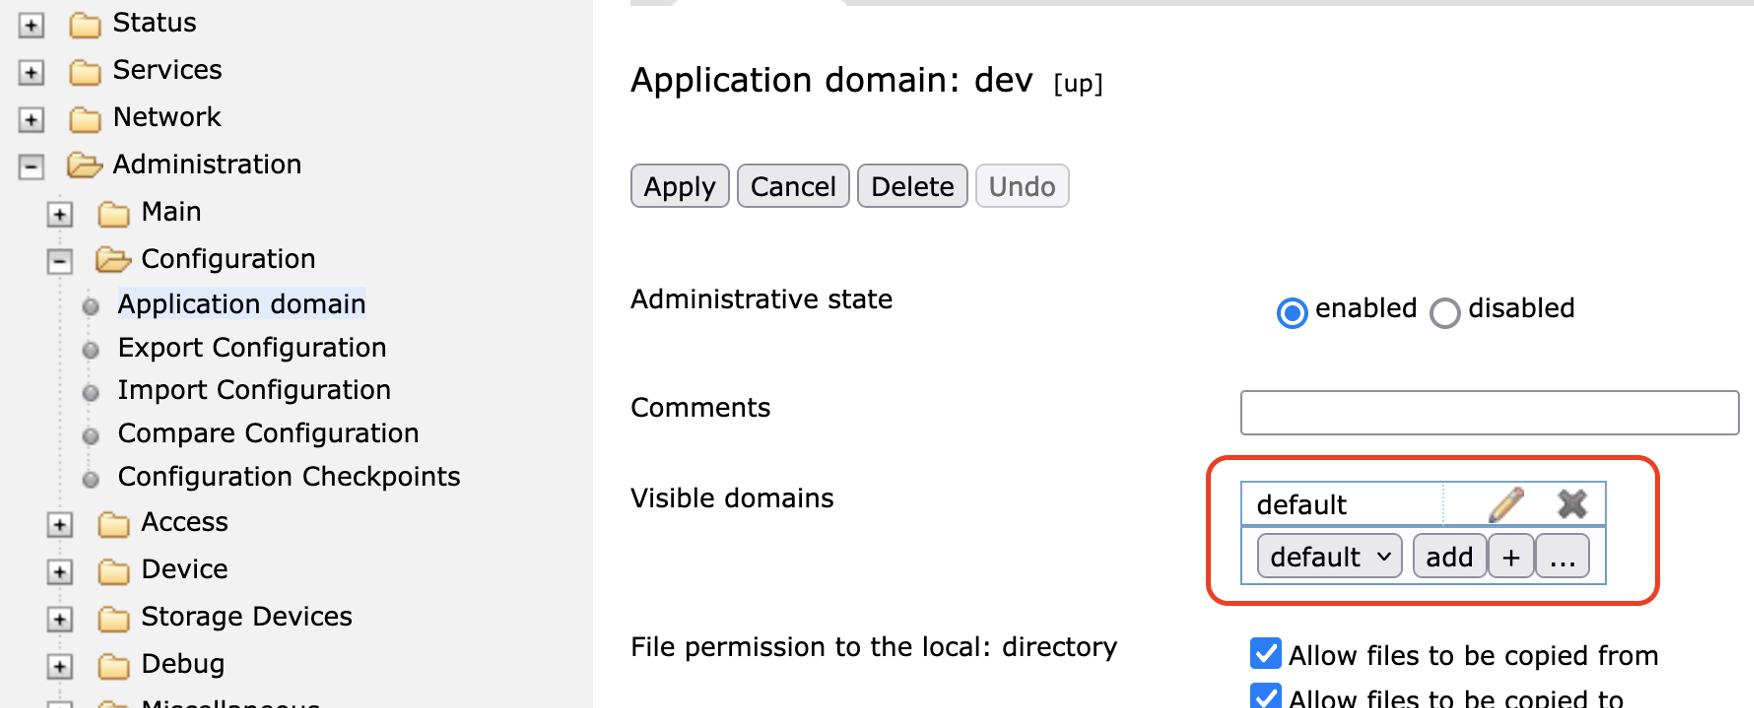 Status
Services
Network
Administration
Main
Configuration
Application domain
Export Configuration
Import Configuration
Compare Configuration
Configuration Checkpoints
Access
Device
Storage Devices
Debug
Miscellaneous
Application domain: dev [up]
Apply Cancel Delete Undo
Administrative state
enabled disabled
Comments
Visible domains
default
default add + ...
File permission to the local: directory
Allow files to be copied from
Allow files to be copied to